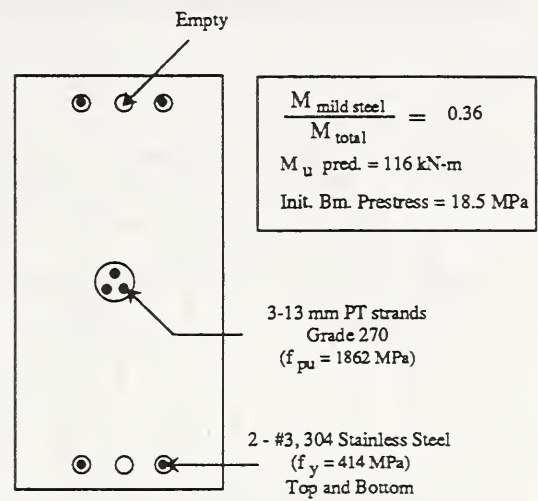 Empty
M mild steel
M total
= 0.36
M u pred. = 116 kN-m
Init. Bm. Prestress = 18.5 MPa
3-13 mm PT strands
Grade 270
(f pu = 1862 MPa)
2 - #3, 304 Stainless Steel
(f y = 414 MPa)
Top and Bottom